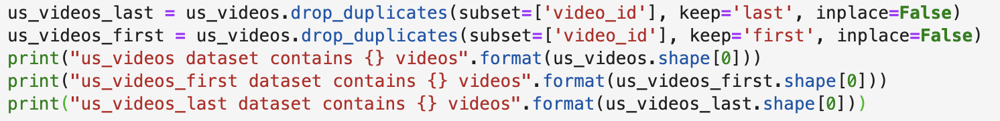 us_videos_last = us_videos.drop_duplicates(subset=['video_id'], keep='last', inplace=False)
us_videos_first = us_videos.drop_duplicates(subset=['video_id'], keep='first', inplace=False)
print("us_videos dataset contains {} videos".format(us_videos.shape[0]))
print("us_videos_first dataset contains {} videos".format(us_videos_first.shape[0]))
print("us_videos_last dataset contains {} videos".format(us_videos_last.shape[0]))